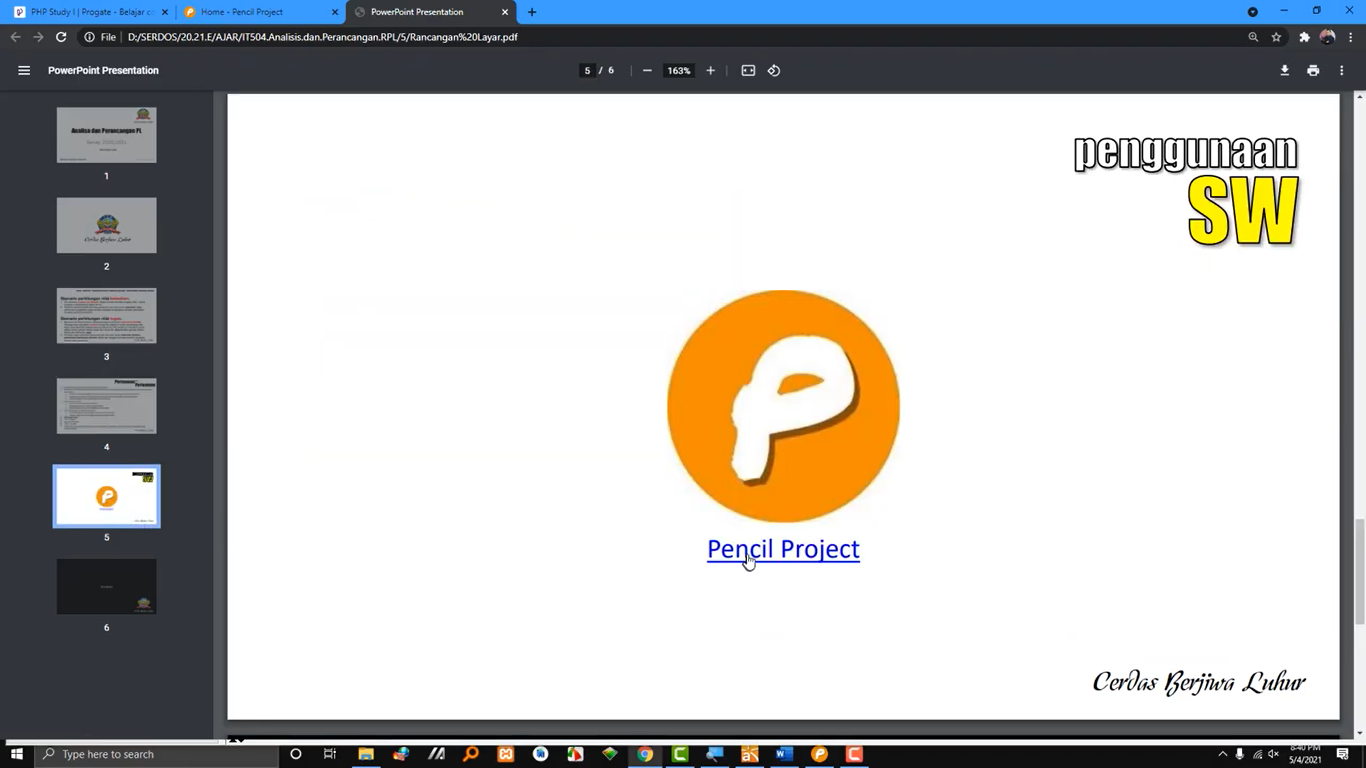 PHP Study I | Progate - Belajar c
Home - Pencil Project
PowerPoint Presentation
File
D:/SERDOS/20.21.E/AJAR/IT504.Analisis.dan.Perancangan.RPL/5/Rancangan%20Layar.pdf
PowerPoint Presentation
5 / 6
163%
Analisa dan Perancangan PL
1
Cerdas Berjiwa Luhur
2
3
4
5
6
penggunaan
SW
P
Pencil Project
Cerdas Berjiwa Luhur
Type here to search
8:40 PM
5/4/2021